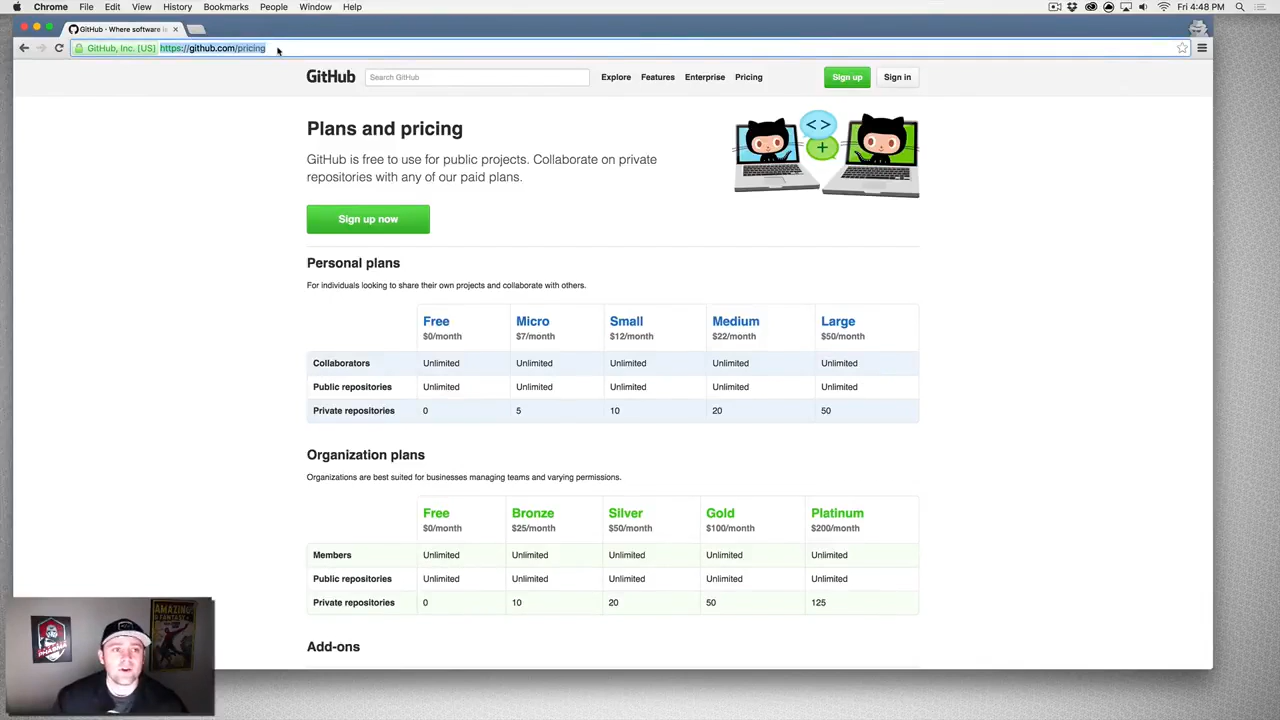 Chrome File Edit View History Bookmarks People Window Help Fri 4:48 PM
GitHub · Where software is
GitHub, Inc. [US] https://github.com/pricing
GitHub Search GitHub Explore Features Enterprise Pricing Sign up Sign in
Plans and pricing
GitHub is free to use for public projects. Collaborate on private
repositories with any of our paid plans.
Sign up now
Personal plans
For individuals looking to share their own projects and collaborate with others.
Free Micro Small Medium Large
$0/month $7/month $12/month $22/month $50/month
Collaborators Unlimited Unlimited Unlimited Unlimited Unlimited
Public repositories Unlimited Unlimited Unlimited Unlimited Unlimited
Private repositories 0 5 10 20 50
Organization plans
Organizations are best suited for businesses managing teams and varying permissions.
Free Bronze Silver Gold Platinum
$0/month $25/month $50/month $100/month $200/month
Members Unlimited Unlimited Unlimited Unlimited Unlimited
Public repositories Unlimited Unlimited Unlimited Unlimited Unlimited
Private repositories 0 10 20 50 125
Add-ons
AMAZING
FANTASY